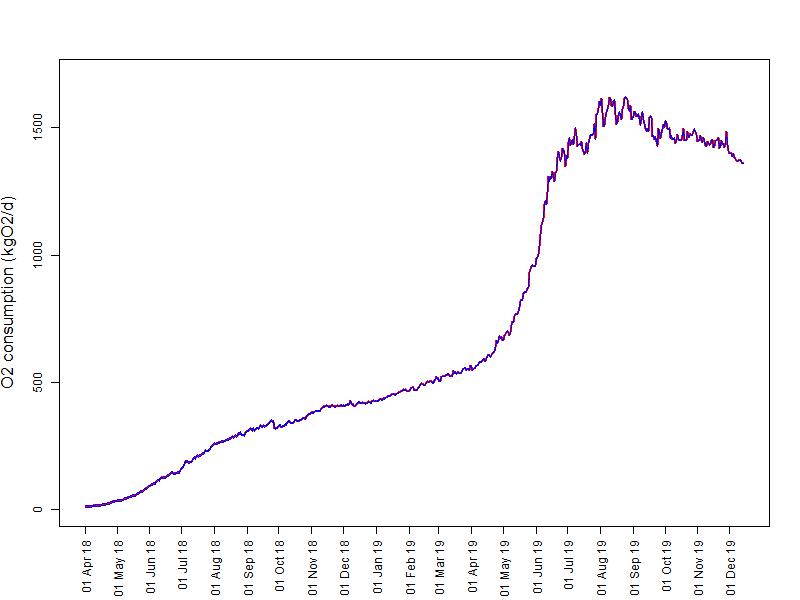 O2 consumption (kgO2/d)
1500
1000
500
0
01 Apr 18
01 May 18
01 Jun 18
01 Jul 18
01 Aug 18
01 Sep 18
01 Oct 18
01 Nov 18
01 Dec 18
01 Jan 19
01 Feb 19
01 Mar 19
01 Apr 19
01 May 19
01 Jun 19
01 Jul 19
01 Aug 19
01 Sep 19
01 Oct 19
01 Nov 19
01 Dec 19